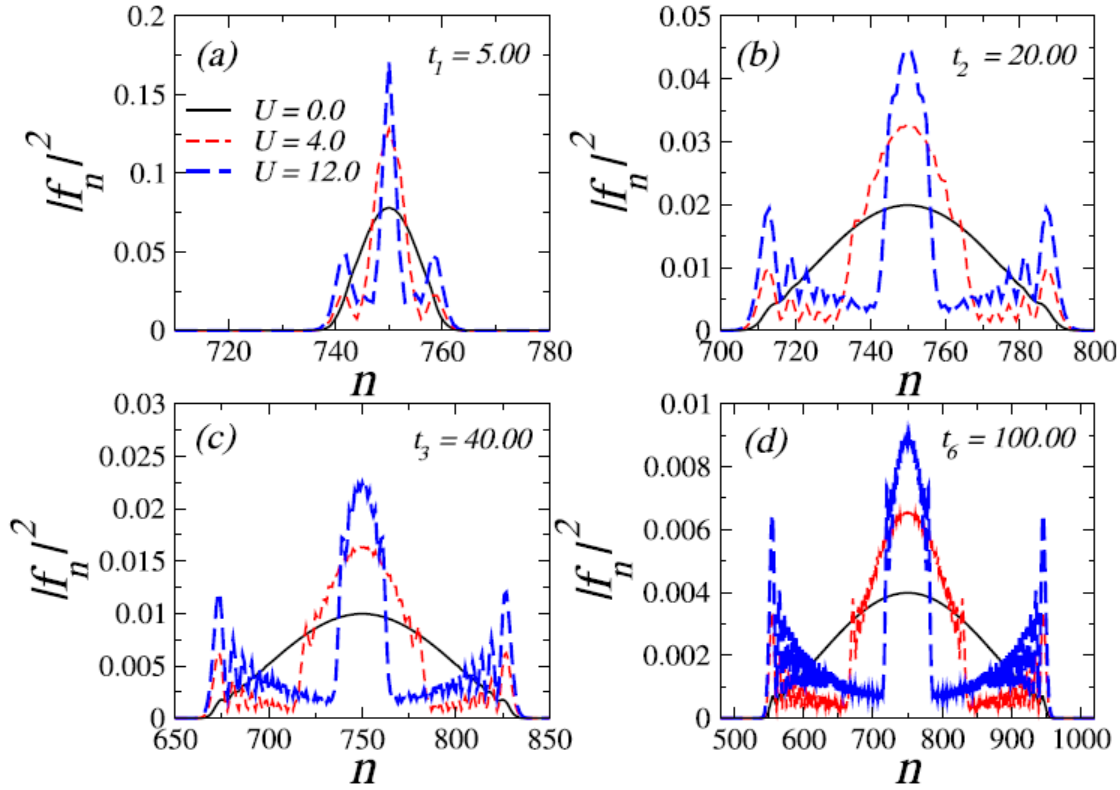 (a)
t1 = 5.00
U = 0.0
U = 4.0
U = 12.0
0.2
0.15
0.1
0.05
0
|fn|2
720 740 760 780
n
(b)
t2 = 20.00
0.05
0.04
0.03
0.02
0.01
0
|fn|2
700 720 740 760 780 800
n
(c)
t3 = 40.00
0.03
0.025
0.02
0.015
0.01
0.005
0
|fn|2
650 700 750 800 850
n
(d)
t6 = 100.00
0.01
0.008
0.006
0.004
0.002
0
|fn|2
500 600 700 800 900 1000
n